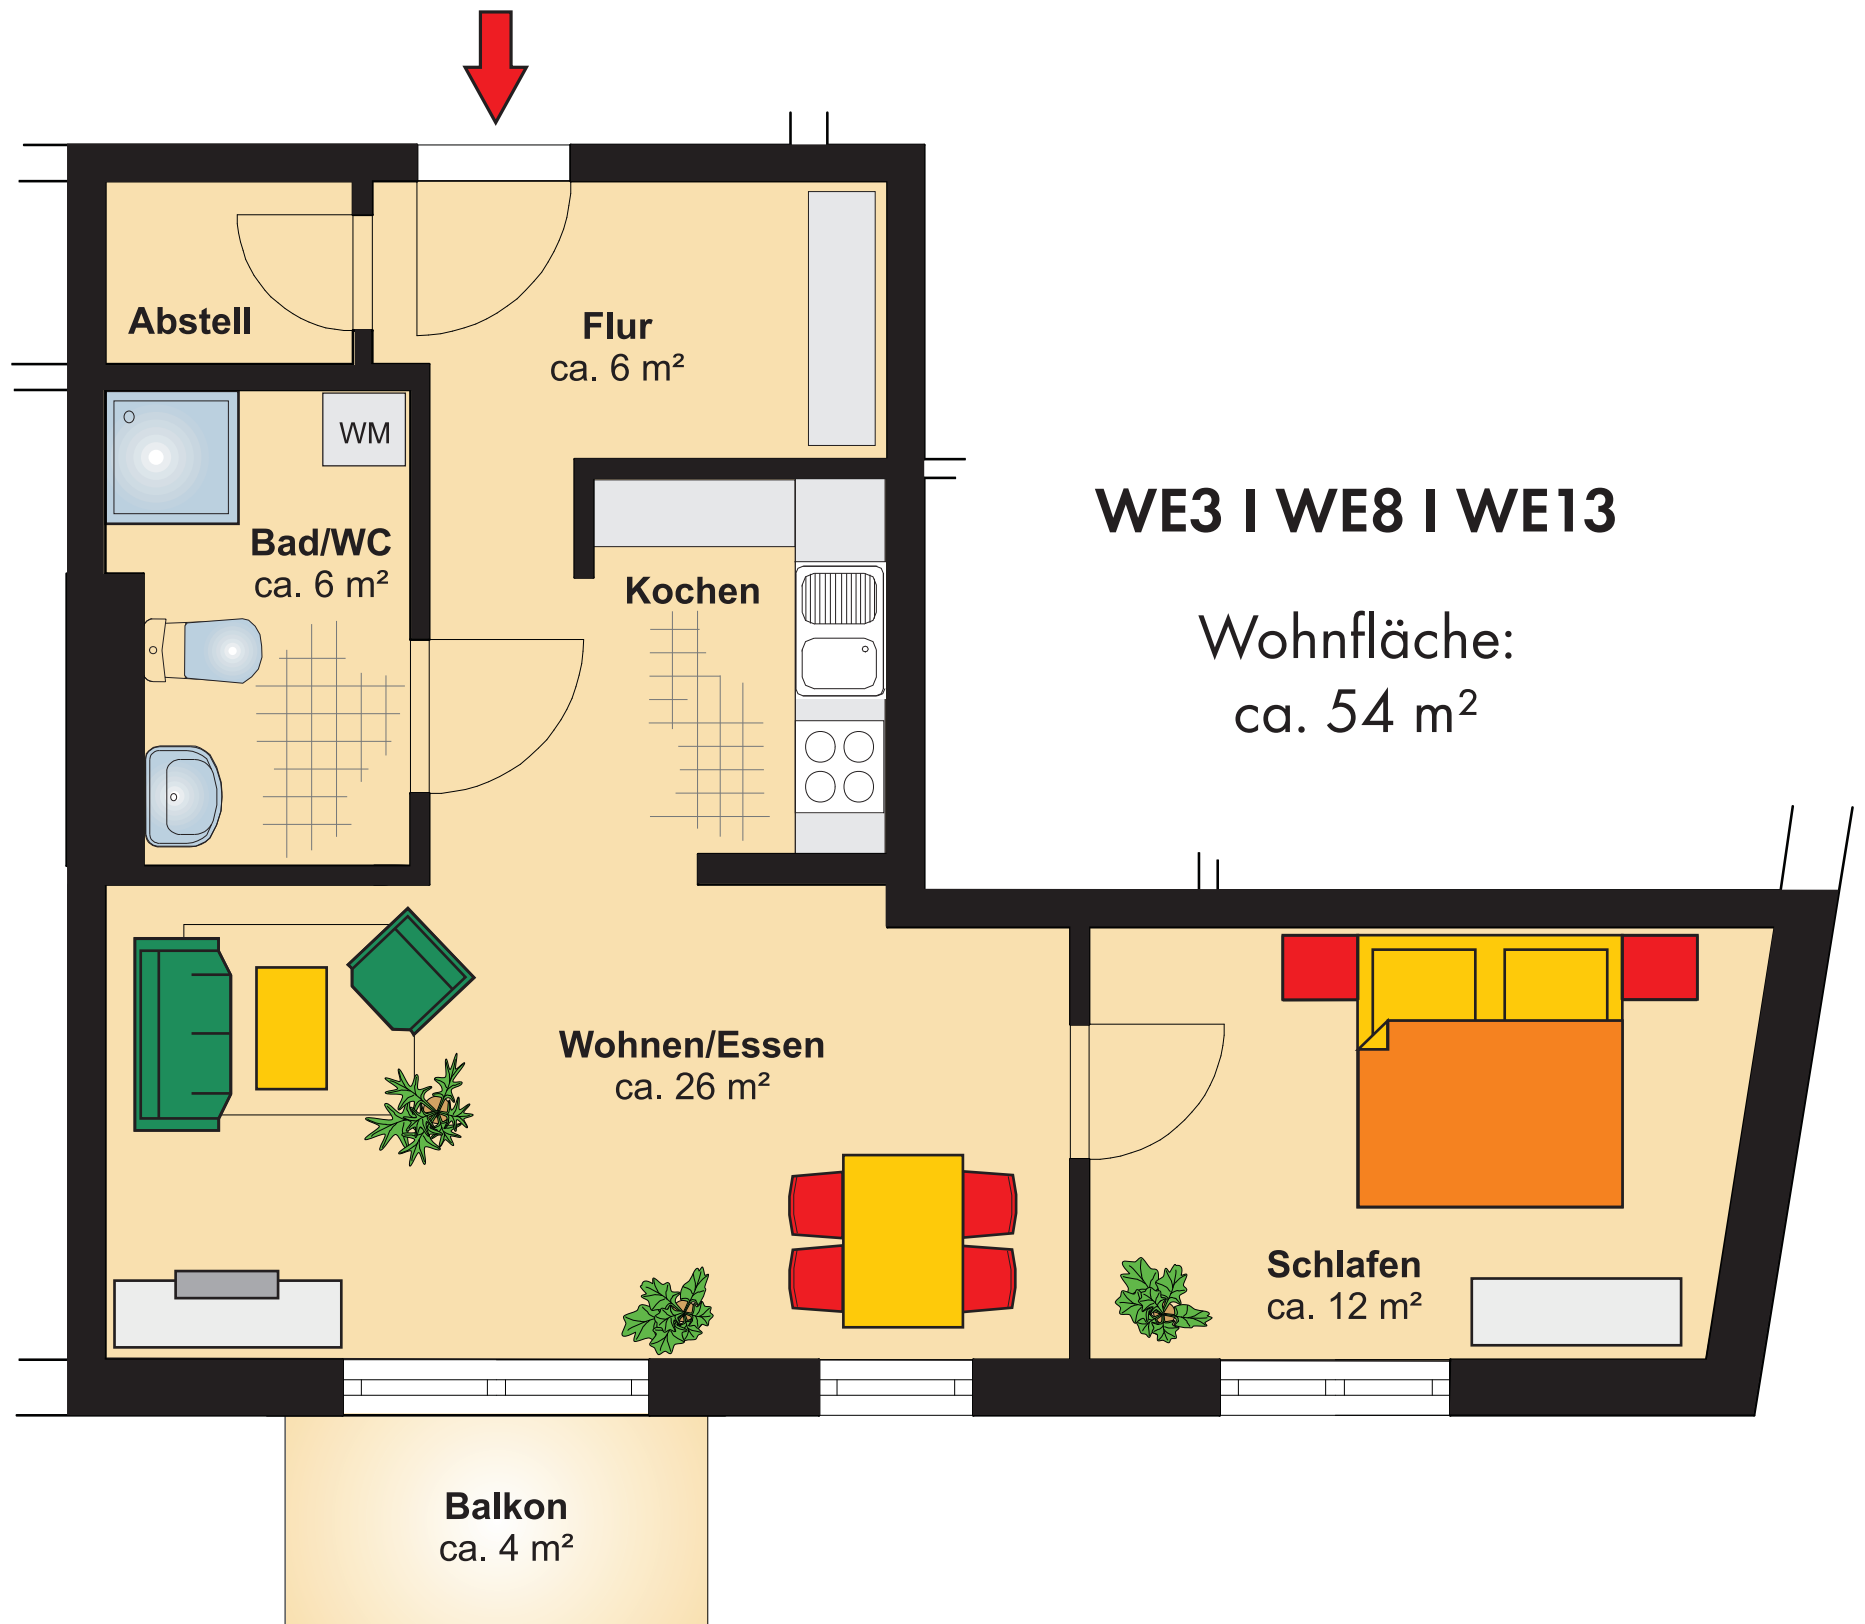 Abstell
Flur
ca. 6 m²
WM
Bad/WC
ca. 6 m²
Kochen
WE3 I WE8 I WE13
Wohnfläche:
ca. 54 m²
Wohnen/Essen
ca. 26 m²
Schlafen
ca. 12 m²
Balkon
ca. 4 m²